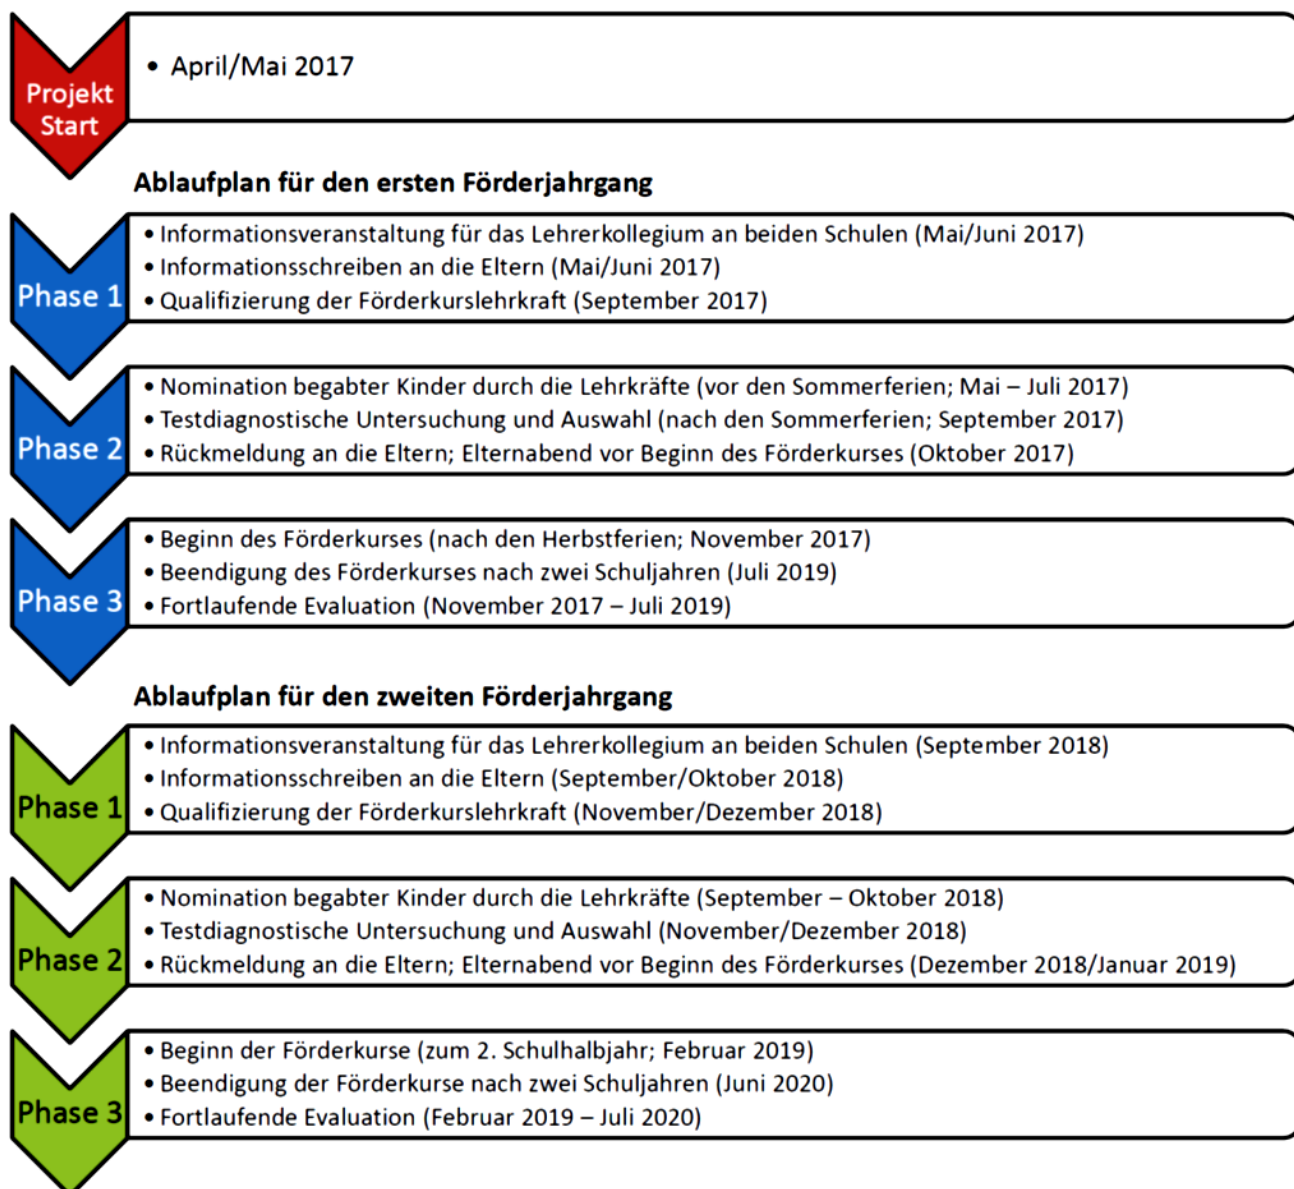 Projekt
Start
• April/Mai 2017
Ablaufplan für den ersten Förderjahrgang
Phase 1
• Informationsveranstaltung für das Lehrerkollegium an beiden Schulen (Mai/Juni 2017)
• Informationsschreiben an die Eltern (Mai/Juni 2017)
• Qualifizierung der Förderkurslehrkraft (September 2017)
Phase 2
• Nomination begabter Kinder durch die Lehrkräfte (vor den Sommerferien; Mai – Juli 2017)
• Testdiagnostische Untersuchung und Auswahl (nach den Sommerferien; September 2017)
• Rückmeldung an die Eltern; Elternabend vor Beginn des Förderkurses (Oktober 2017)
Phase 3
• Beginn des Förderkurses (nach den Herbstferien; November 2017)
• Beendigung des Förderkurses nach zwei Schuljahren (Juli 2019)
• Fortlaufende Evaluation (November 2017 – Juli 2019)
Ablaufplan für den zweiten Förderjahrgang
Phase 1
• Informationsveranstaltung für das Lehrerkollegium an beiden Schulen (September 2018)
• Informationsschreiben an die Eltern (September/Oktober 2018)
• Qualifizierung der Förderkurslehrkraft (November/Dezember 2018)
Phase 2
• Nomination begabter Kinder durch die Lehrkräfte (September – Oktober 2018)
• Testdiagnostische Untersuchung und Auswahl (November/Dezember 2018)
• Rückmeldung an die Eltern; Elternabend vor Beginn des Förderkurses (Dezember 2018/Januar 2019)
Phase 3
• Beginn der Förderkurse (zum 2. Schulhalbjahr; Februar 2019)
• Beendigung der Förderkurse nach zwei Schuljahren (Juni 2020)
• Fortlaufende Evaluation (Februar 2019 – Juli 2020)